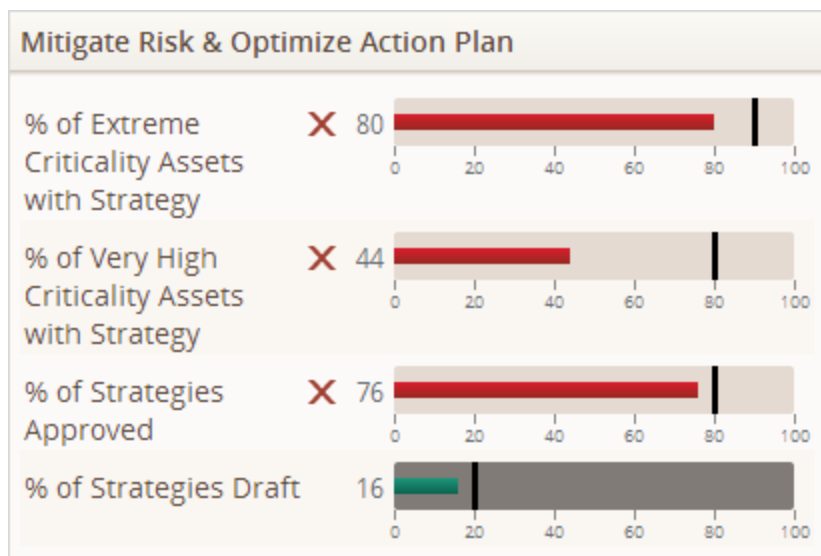 Mitigate Risk & Optimize Action Plan
% of Extreme
Criticality Assets
with Strategy
80
0 20 40 60 80 100
% of Very High
Criticality Assets
with Strategy
44
0 20 40 60 80 100
% of Strategies
Approved
76
0 20 40 60 80 100
% of Strategies Draft
16
0 20 40 60 80 100